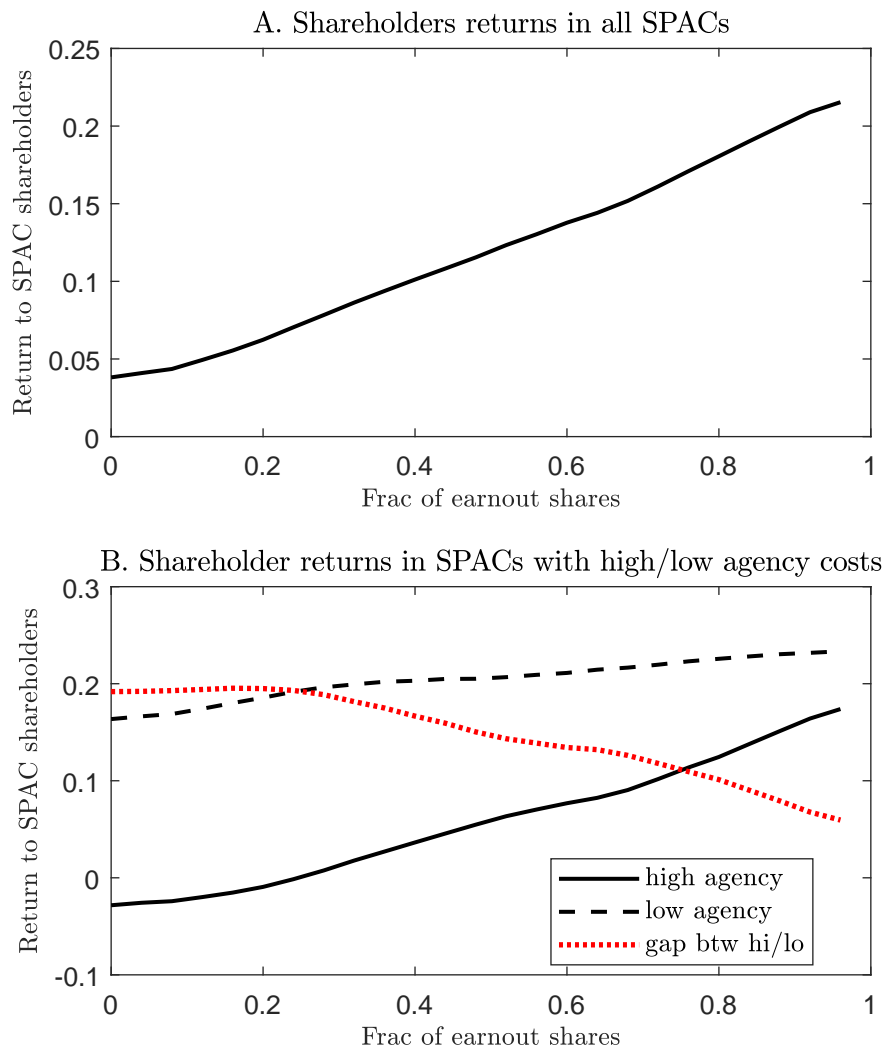 A. Shareholders returns in all SPACs
Return to SPAC shareholders
0.25
0.2
0.15
0.1
0.05
0
0 0.2 0.4 0.6 0.8 1
Frac of earnout shares
B. Shareholder returns in SPACs with high/low agency costs
Return to SPAC shareholders
0.3
0.2
0.1
0
-0.1
high agency
low agency
gap btw hi/lo
0 0.2 0.4 0.6 0.8 1
Frac of earnout shares